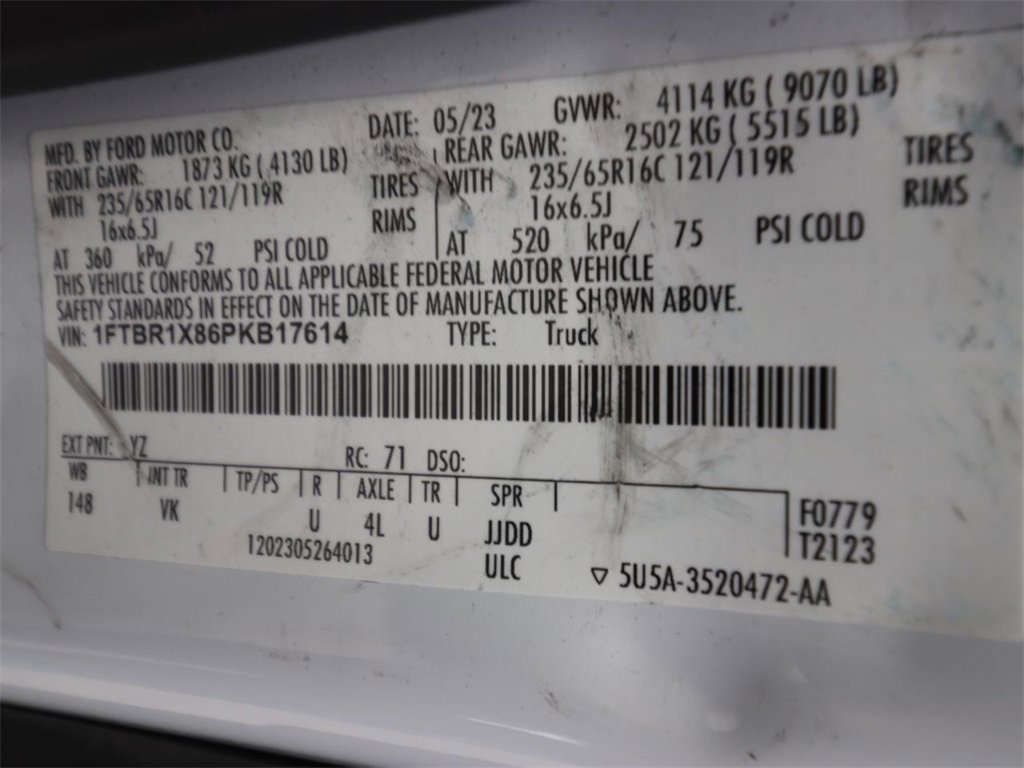 MFD. BY FORD MOTOR CO. DATE: 05/23 GVWR: 4114 KG ( 9070 LB)
FRONT GAWR: 1873 KG ( 4130 LB) REAR GAWR: 2502 KG ( 5515 LB)
WITH 235/65R16C 121/119R TIRES WITH 235/65R16C 121/119R TIRES
16x6.5J RIMS 16x6.5J RIMS
AT 360 kPa/ 52 PSI COLD AT 520 kPa/ 75 PSI COLD
THIS VEHICLE CONFORMS TO ALL APPLICABLE FEDERAL MOTOR VEHICLE
SAFETY STANDARDS IN EFFECT ON THE DATE OF MANUFACTURE SHOWN ABOVE.
VIN: 1FTBR1X86PKB17614 TYPE: Truck
EXT PNT: YZ RC: 71 DSO:
WB INT TR TP/PS R AXLE TR SPR
148 VK U 4L U JJDD F0779
1202305264013 ULC T2123
▽ 5U5A-3520472-AA